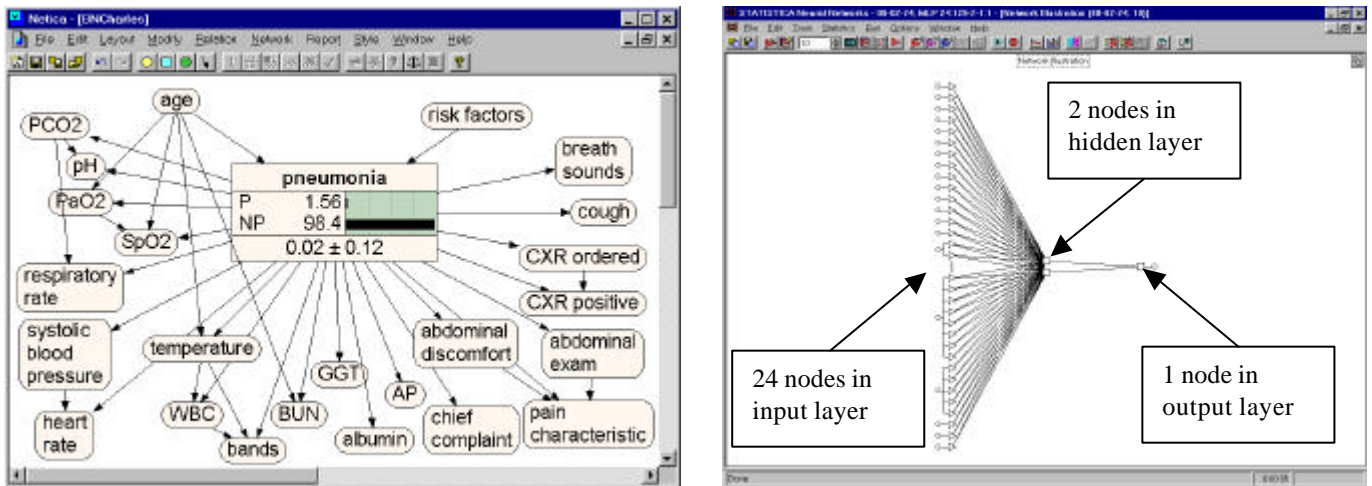 Netica - [BNCharles]
File Edit Layout Modify Relation Network Report Style Window Help
age
PCO2
risk factors
pH
breath
sounds
pneumonia
PaO2
P 1.56
cough
NP 98.4
SpO2
0.02 ± 0.12
CXR ordered
respiratory
rate
CXR positive
systolic
blood
pressure
temperature
abdominal
discomfort
abdominal
exam
GGT
AP
WBC
BUN
chief
complaint
pain
characteristic
heart
rate
albumin
bands
File Edit Train Statistics Run Options Window Help
Network Illustration
2 nodes in
hidden layer
24 nodes in
input layer
1 node in
output layer
Done